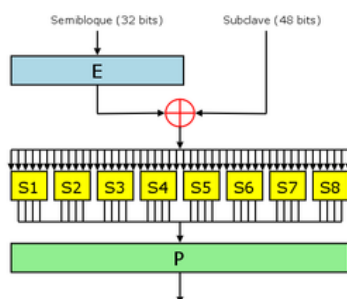 Semibloque (32 bits) Subclave (48 bits)
E
S1 S2 S3 S4 S5 S6 S7 S8
P